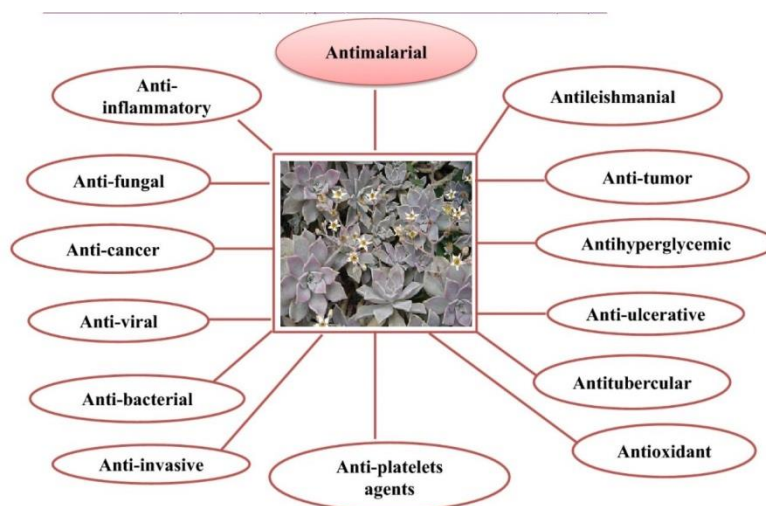 Antimalarial
Anti-
inflammatory
Antileishmanial
Anti-fungal
Anti-tumor
Anti-cancer
Antihyperglycemic
Anti-viral
Anti-ulcerative
Anti-bacterial
Antitubercular
Anti-invasive
Anti-platelets
agents
Antioxidant